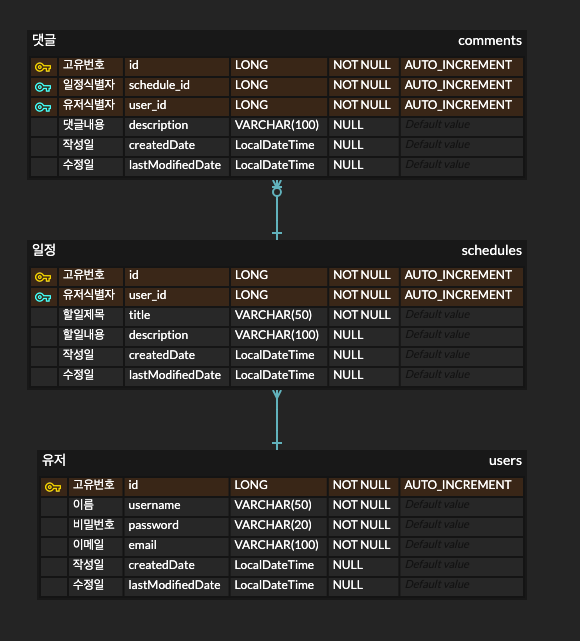 댓글 comments
고유번호 id LONG NOT NULL AUTO_INCREMENT
일정식별자 schedule_id LONG NOT NULL AUTO_INCREMENT
유저식별자 user_id LONG NOT NULL AUTO_INCREMENT
댓글내용 description VARCHAR(100) NULL Default value
작성일 createdDate LocalDateTime NULL Default value
수정일 lastModifiedDate LocalDateTime NULL Default value
일정 schedules
고유번호 id LONG NOT NULL AUTO_INCREMENT
유저식별자 user_id LONG NOT NULL AUTO_INCREMENT
할일제목 title VARCHAR(50) NOT NULL Default value
할일내용 description VARCHAR(100) NULL Default value
작성일 createdDate LocalDateTime NULL Default value
수정일 lastModifiedDate LocalDateTime NULL Default value
유저 users
고유번호 id LONG NOT NULL AUTO_INCREMENT
이름 username VARCHAR(50) NOT NULL Default value
비밀번호 password VARCHAR(20) NOT NULL Default value
이메일 email VARCHAR(100) NOT NULL Default value
작성일 createdDate LocalDateTime NULL Default value
수정일 lastModifiedDate LocalDateTime NULL Default value